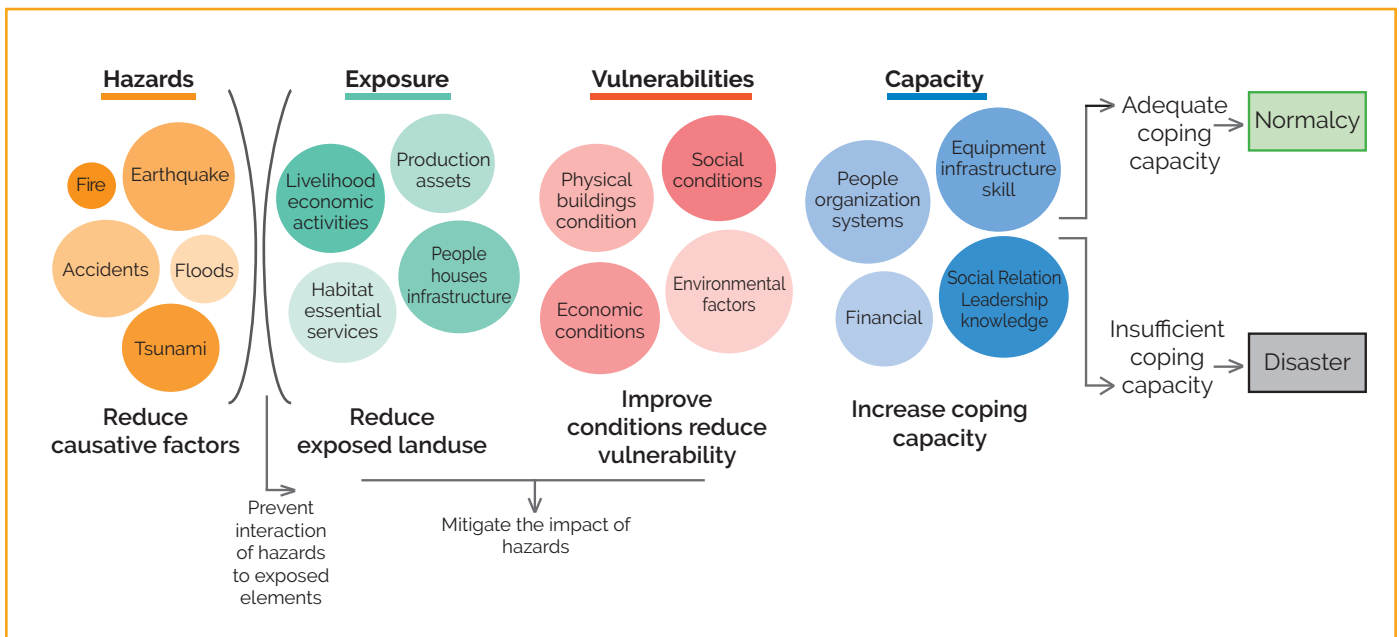 Hazards
Fire
Earthquake
Accidents
Floods
Tsunami
Reduce
causative factors
Prevent
interaction
of hazards
to exposed
elements
Exposure
Livelihood
economic
activities
Production
assets
People
houses
infrastructure
Habitat
essential
services
Reduce
exposed landuse
Vulnerabilities
Physical
buildings
condition
Social
conditions
Economic
conditions
Environmental
factors
Improve
conditions reduce
vulnerability
Mitigate the impact of
hazards
Capacity
People
organization
systems
Equipment
infrastructure
skill
Financial
Social Relation
Leadership
knowledge
Increase coping
capacity
Adequate
coping
capacity
Normalcy
Insufficient
coping
capacity
Disaster